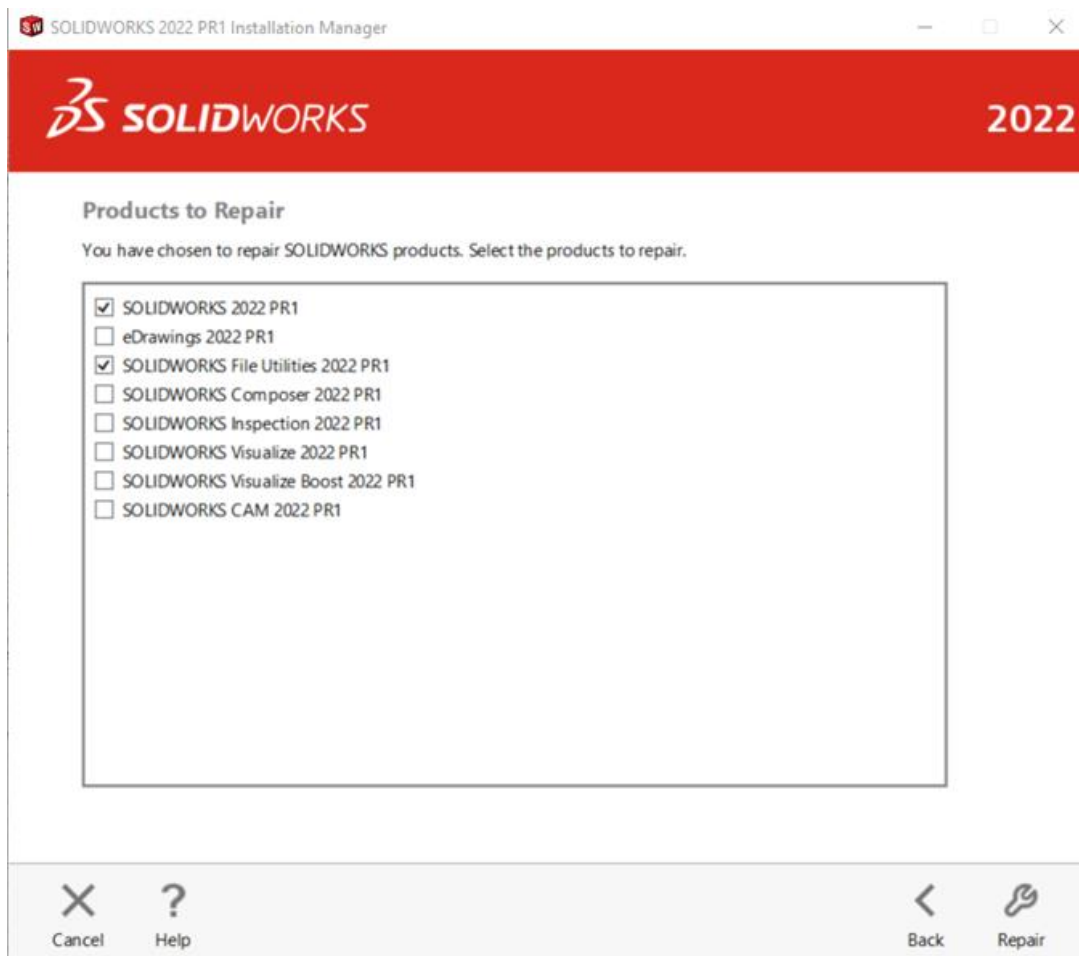 SOLIDWORKS 2022 PR1 Installation Manager
SOLIDWORKS
2022
Products to Repair
You have chosen to repair SOLIDWORKS products. Select the products to repair.
SOLIDWORKS 2022 PR1
eDrawings 2022 PR1
SOLIDWORKS File Utilities 2022 PR1
SOLIDWORKS Composer 2022 PR1
SOLIDWORKS Inspection 2022 PR1
SOLIDWORKS Visualize 2022 PR1
SOLIDWORKS Visualize Boost 2022 PR1
SOLIDWORKS CAM 2022 PR1
Cancel
Help
Back
Repair